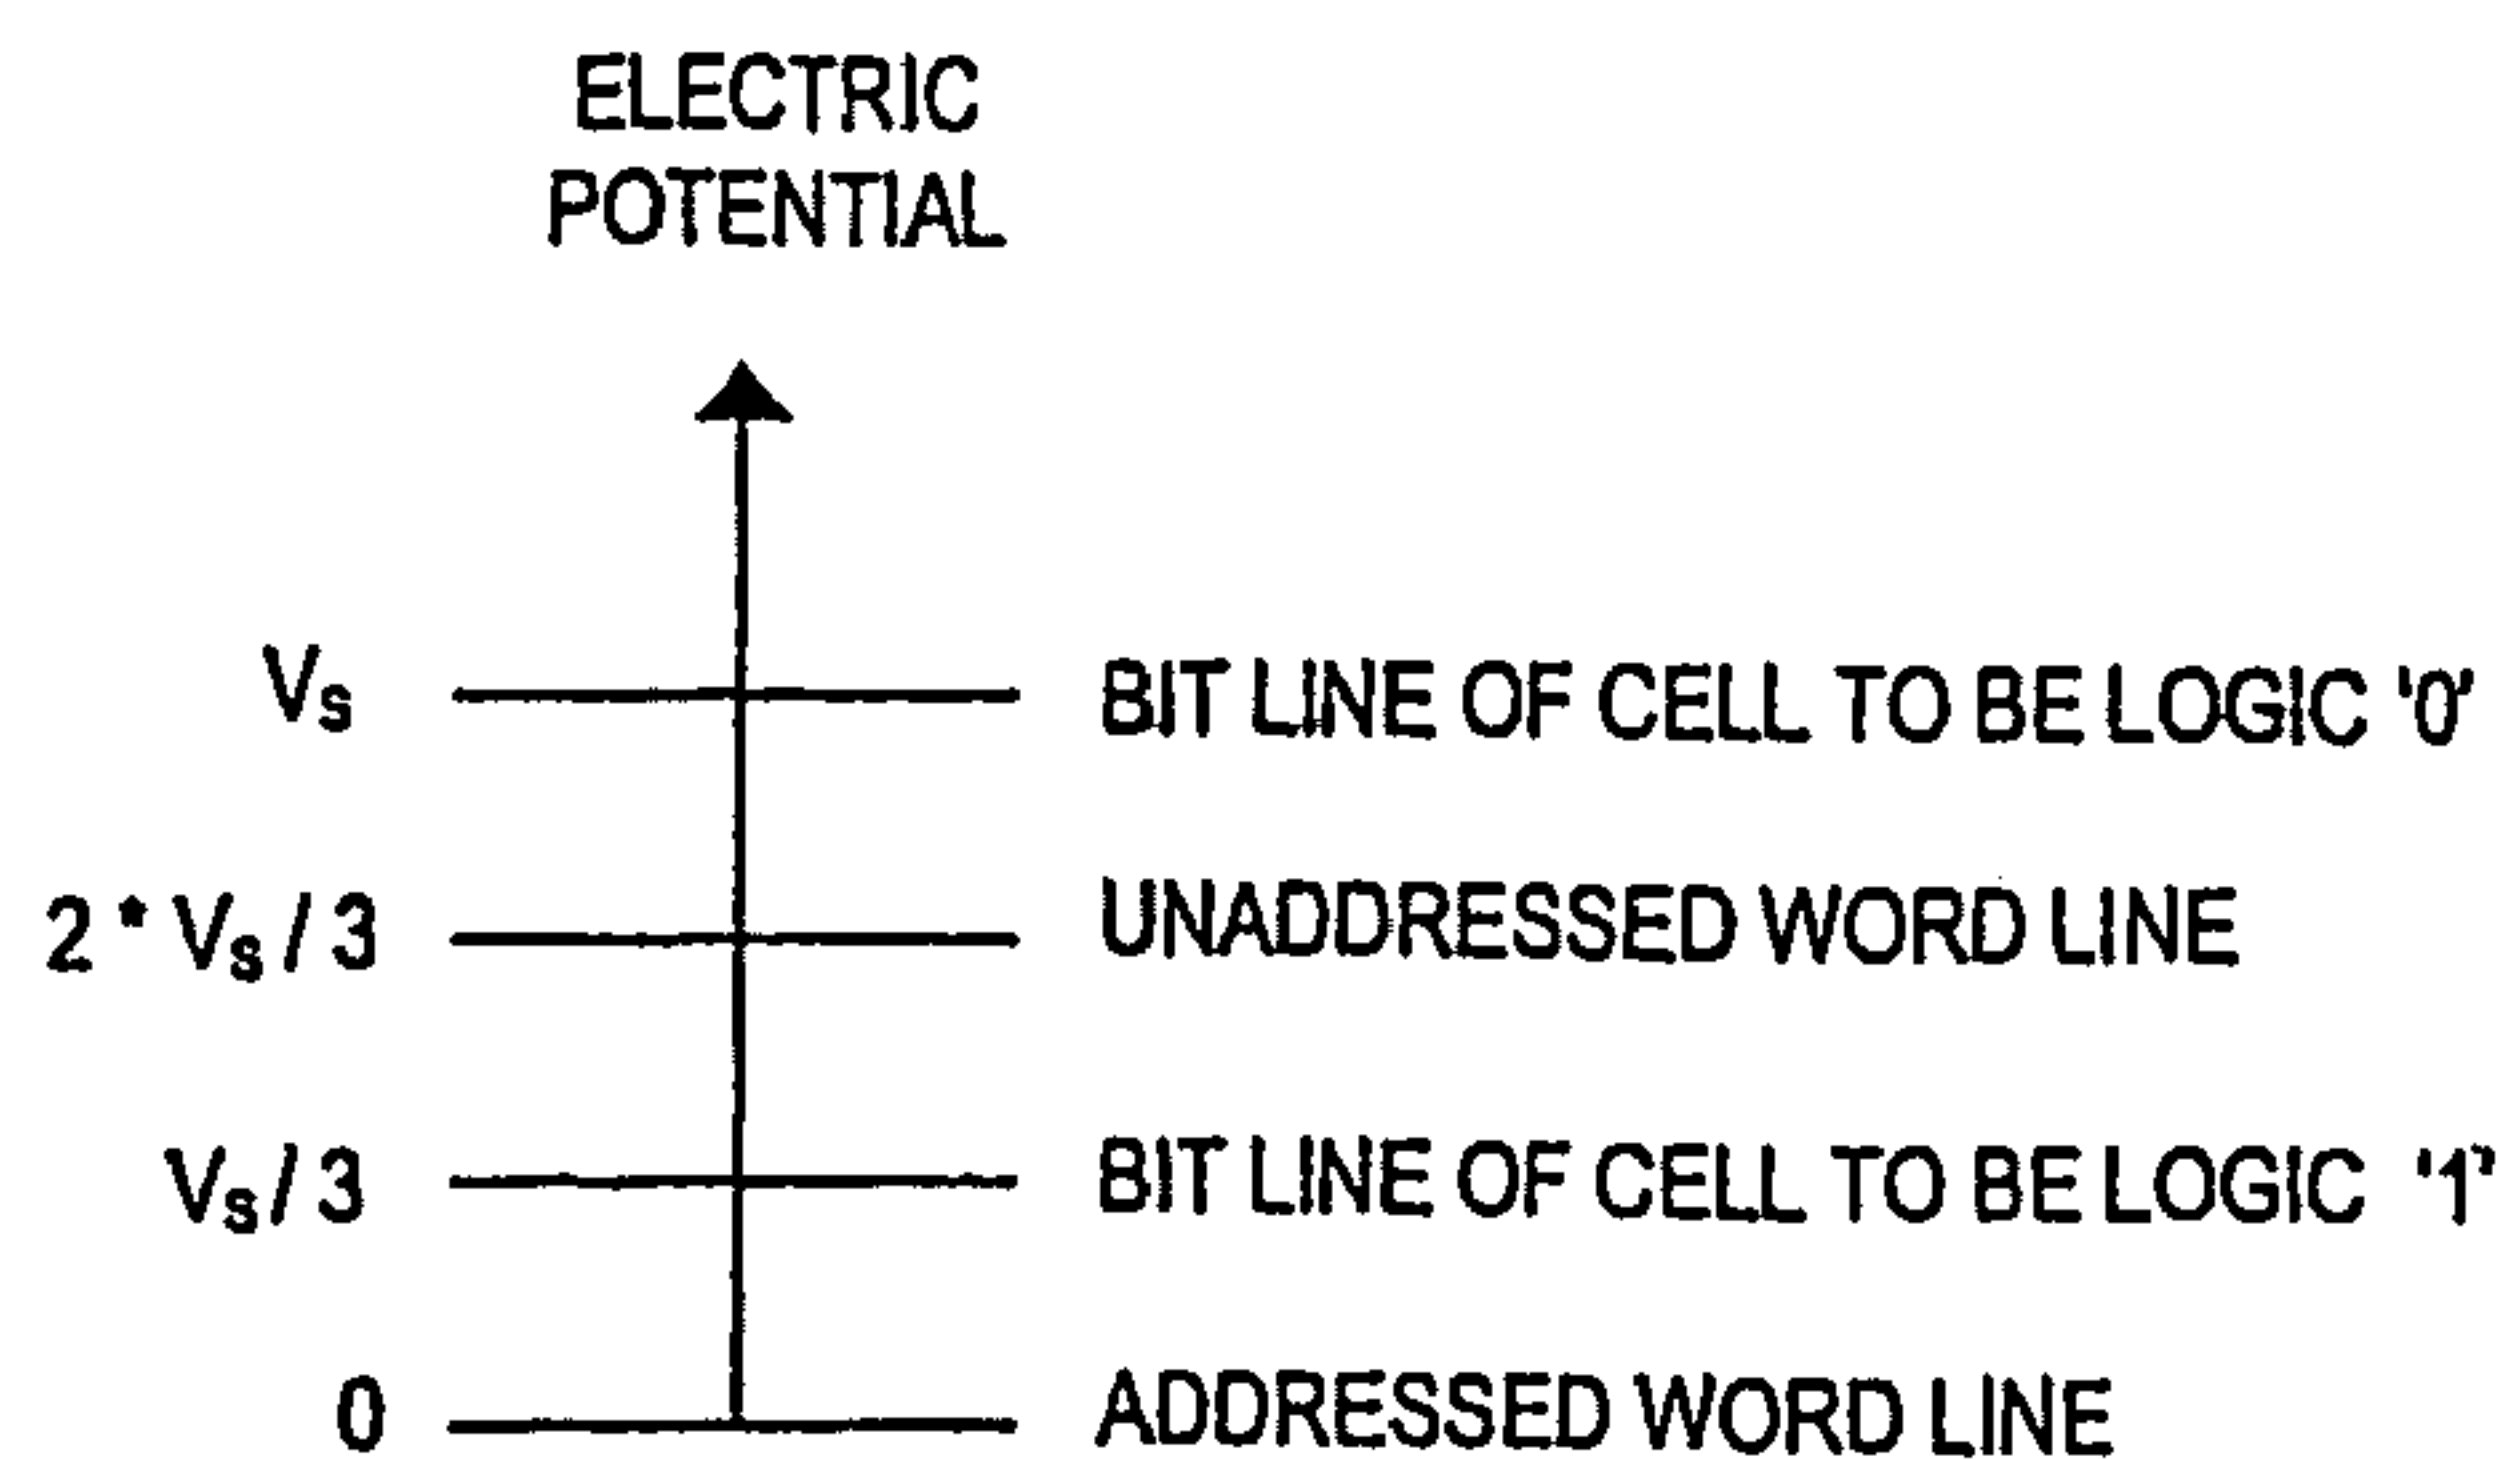 ELECTRIC
POTENTIAL
Vs BIT LINE OF CELL TO BE LOGIC '0'
2 * Vs / 3 UNADDRESSED WORD LINE
Vs / 3 BIT LINE OF CELL TO BE LOGIC '1'
0 ADDRESSED WORD LINE